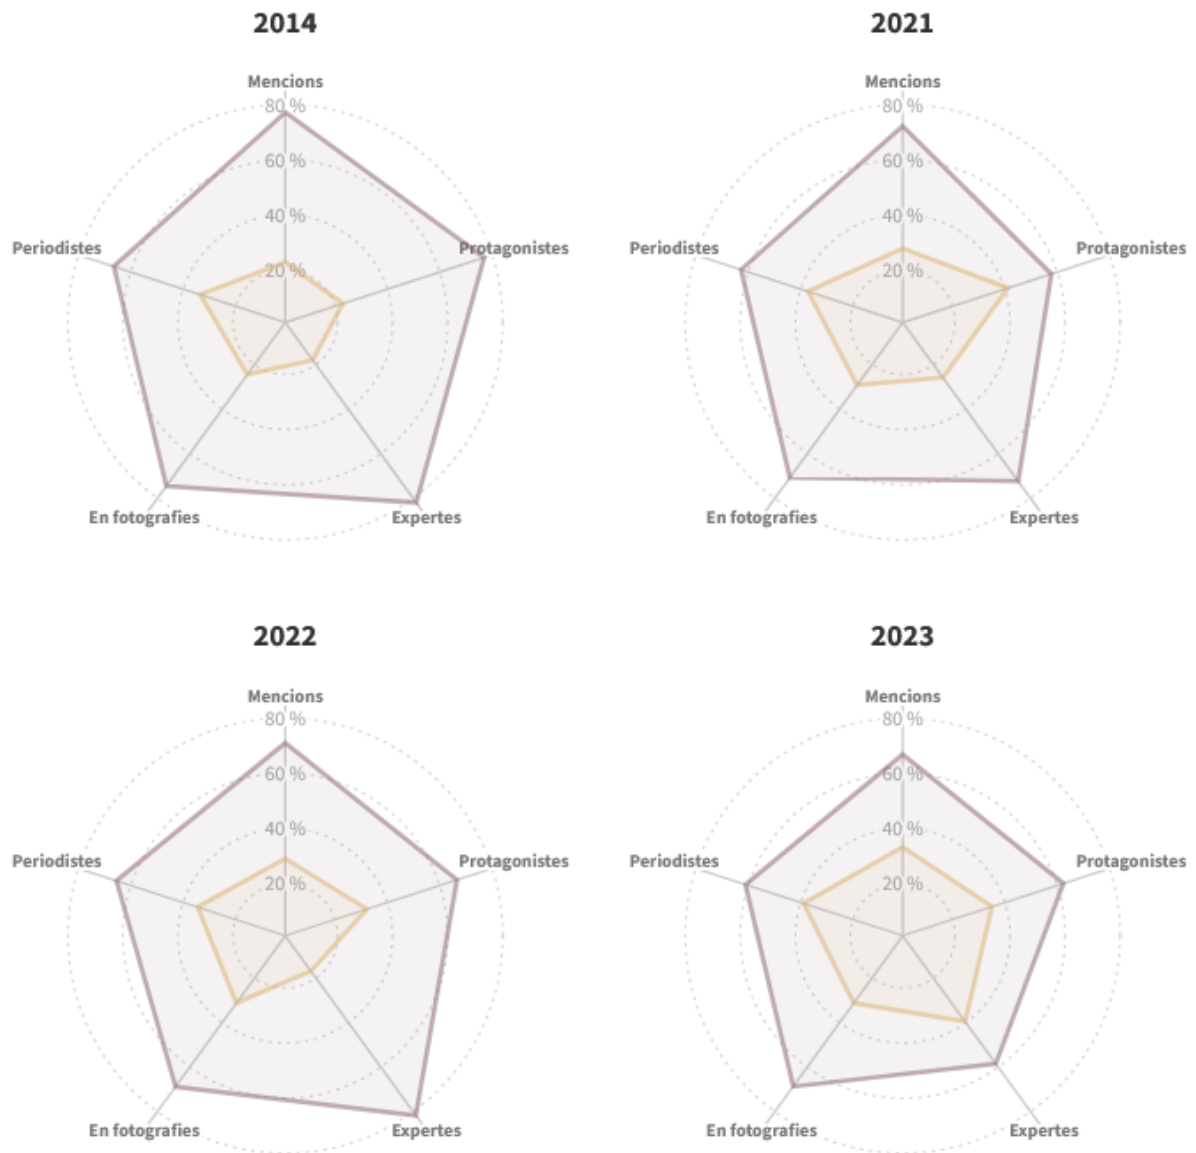 2014
Mencions
80 %
60 %
40 %
20 %
Periodistes
Protagonistes
En fotografies
Expertes
2021
Mencions
80 %
60 %
40 %
20 %
Periodistes
Protagonistes
En fotografies
Expertes
2022
Mencions
80 %
60 %
40 %
20 %
Periodistes
Protagonistes
En fotografies
Expertes
2023
Mencions
80 %
60 %
40 %
20 %
Periodistes
Protagonistes
En fotografies
Expertes